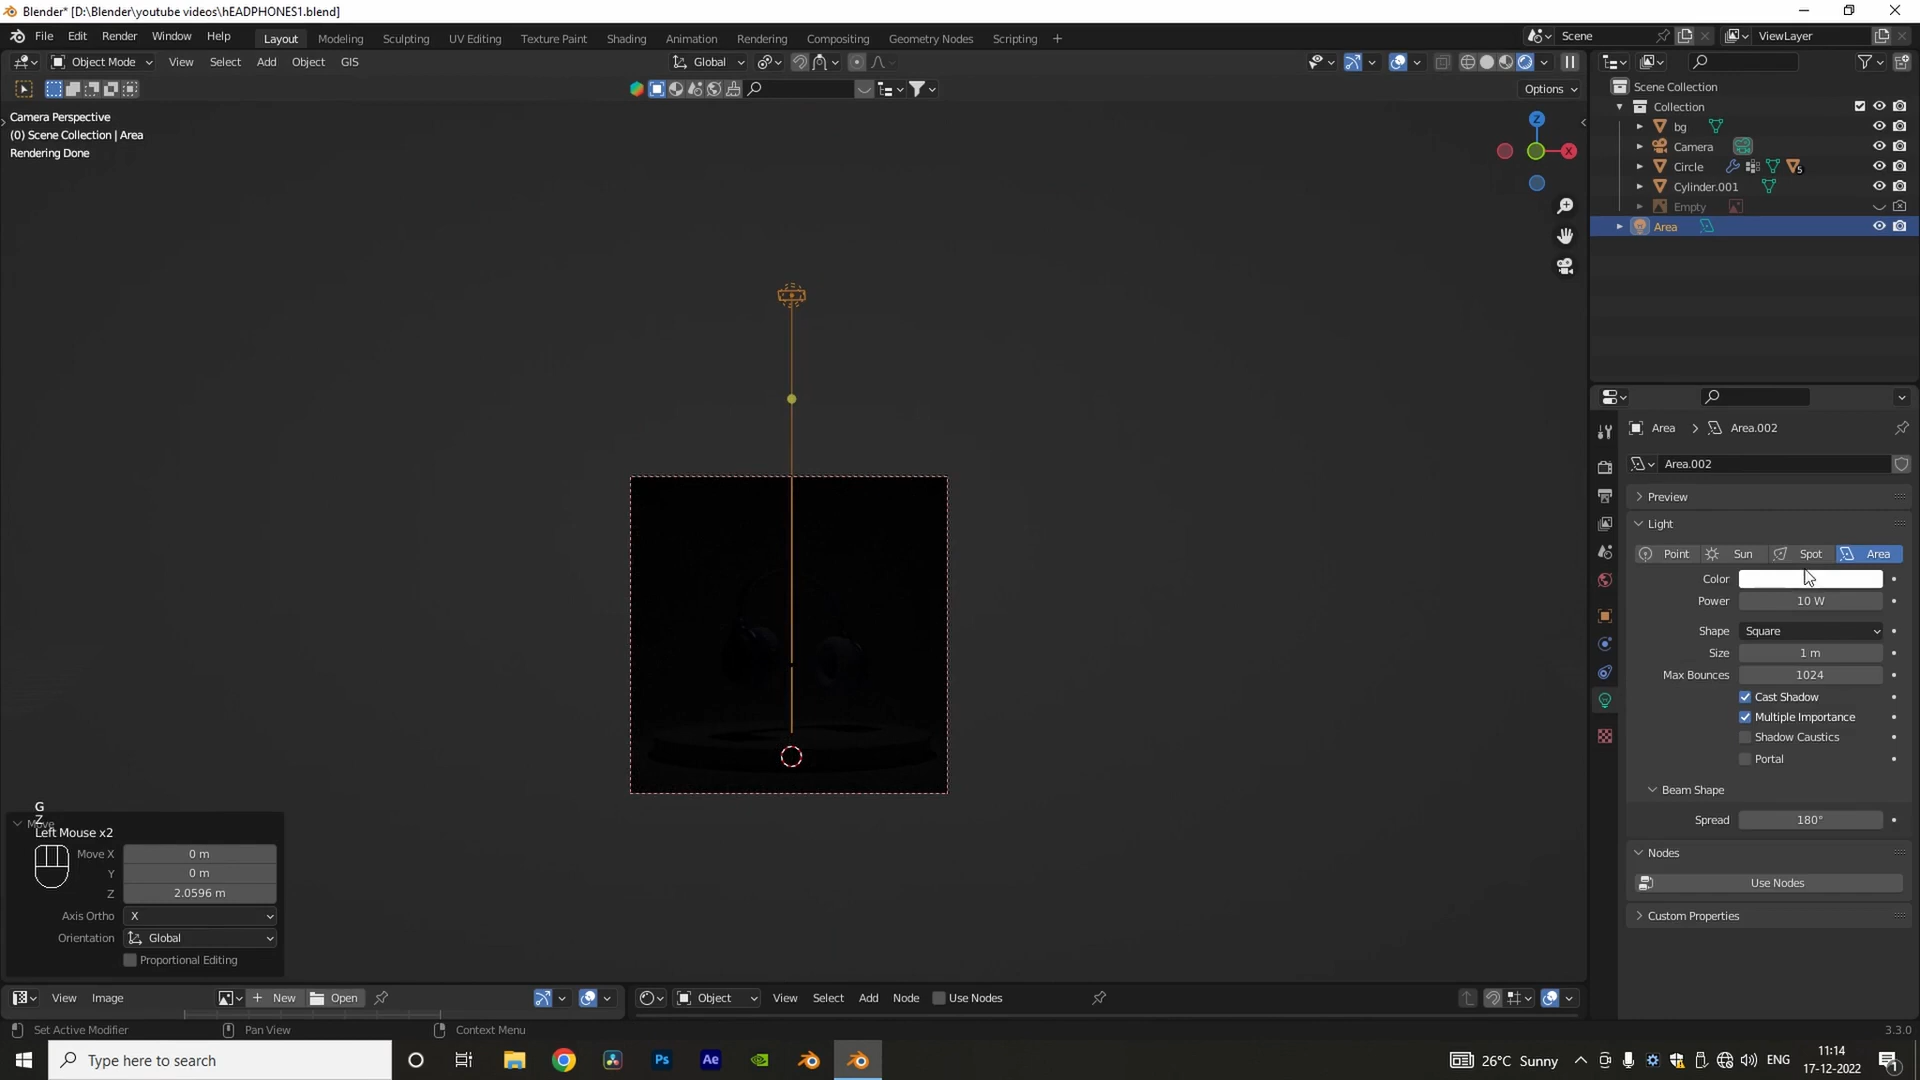 Blender* [D:\Blender\youtube videos\hEADPHONES1.blend]
File Edit Render Window Help Layout Modeling Sculpting UV Editing Texture Paint Shading Animation Rendering Compositing Geometry Nodes Scripting + Scene ViewLayer
Object Mode View Select Add Object GIS Global
Options
Camera Perspective
(0) Scene Collection | Area
Rendering Done
Z
X
Scene Collection
Collection
bg
Camera
Circle 5
Cylinder.001
Empty
Area
Area > Area.002
Area.002
Preview
Light
Point Sun Spot Area
Color
Power 10 W
Shape Square
Size 1 m
Max Bounces 1024
Cast Shadow
Multiple Importance
Shadow Caustics
Portal
Beam Shape
Spread 180°
Nodes
Use Nodes
Custom Properties
G
Z
Move
Left Mouse x2
Move X 0 m
Y 0 m
Z 2.0596 m
Axis Ortho X
Orientation Global
Proportional Editing
View Image New Open Object View Select Add Node Use Nodes
Set Active Modifier Pan View Context Menu 3.3.0
Type here to search Ps Ae 26°C Sunny ENG 11:14
17-12-2022 1